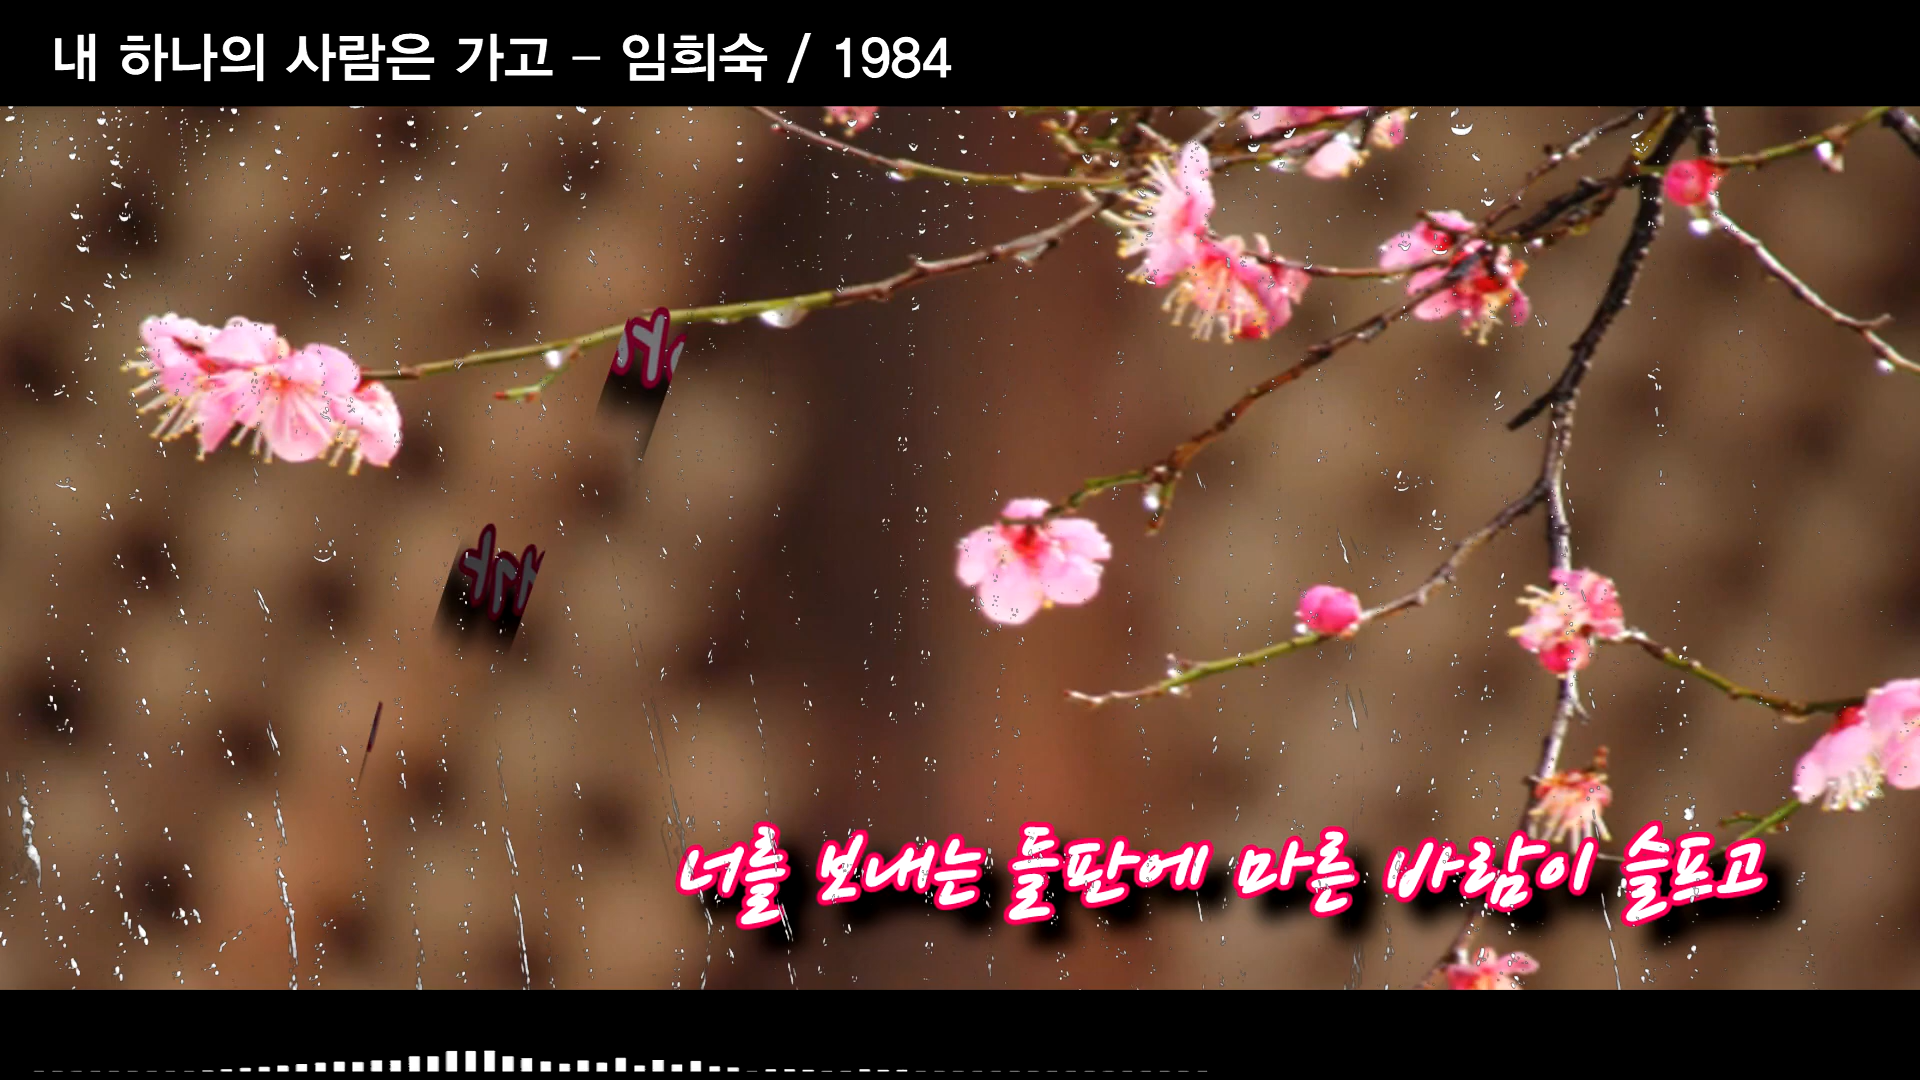 내 하나의 사람은 가고 – 임희숙 / 1984
너를 보내는 들판에 마른 바람이 슬프고